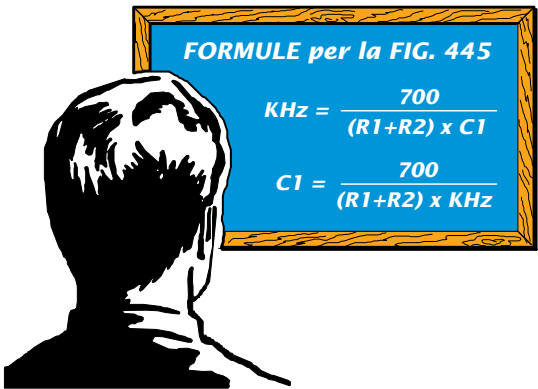 FORMULE per la FIG. 445
KHz = 700 / (R1+R2) x C1
C1 = 700 / (R1+R2) x KHz